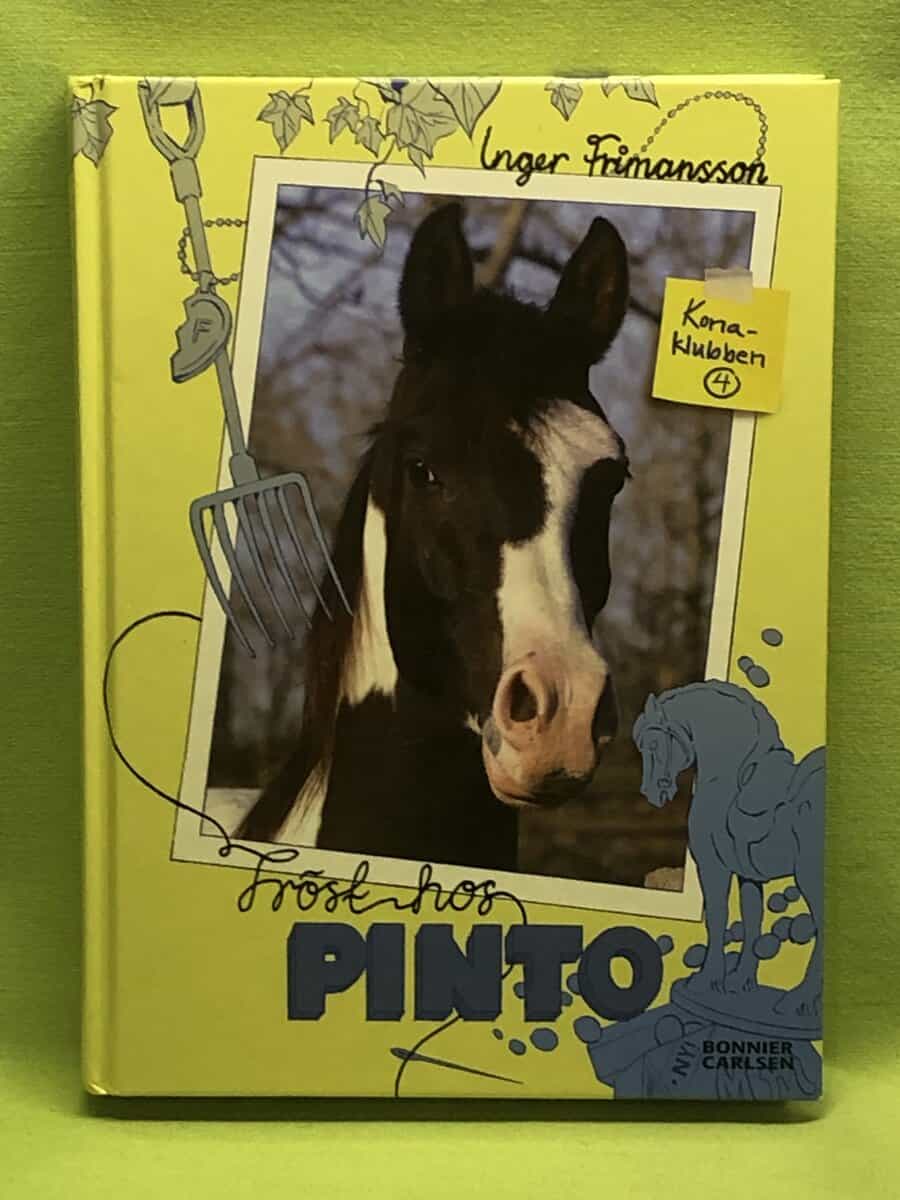 Inger Frimansson
Kona-
klubben
4
F
Tröst hos
PINTO
NY
BONNIER
CARLSEN